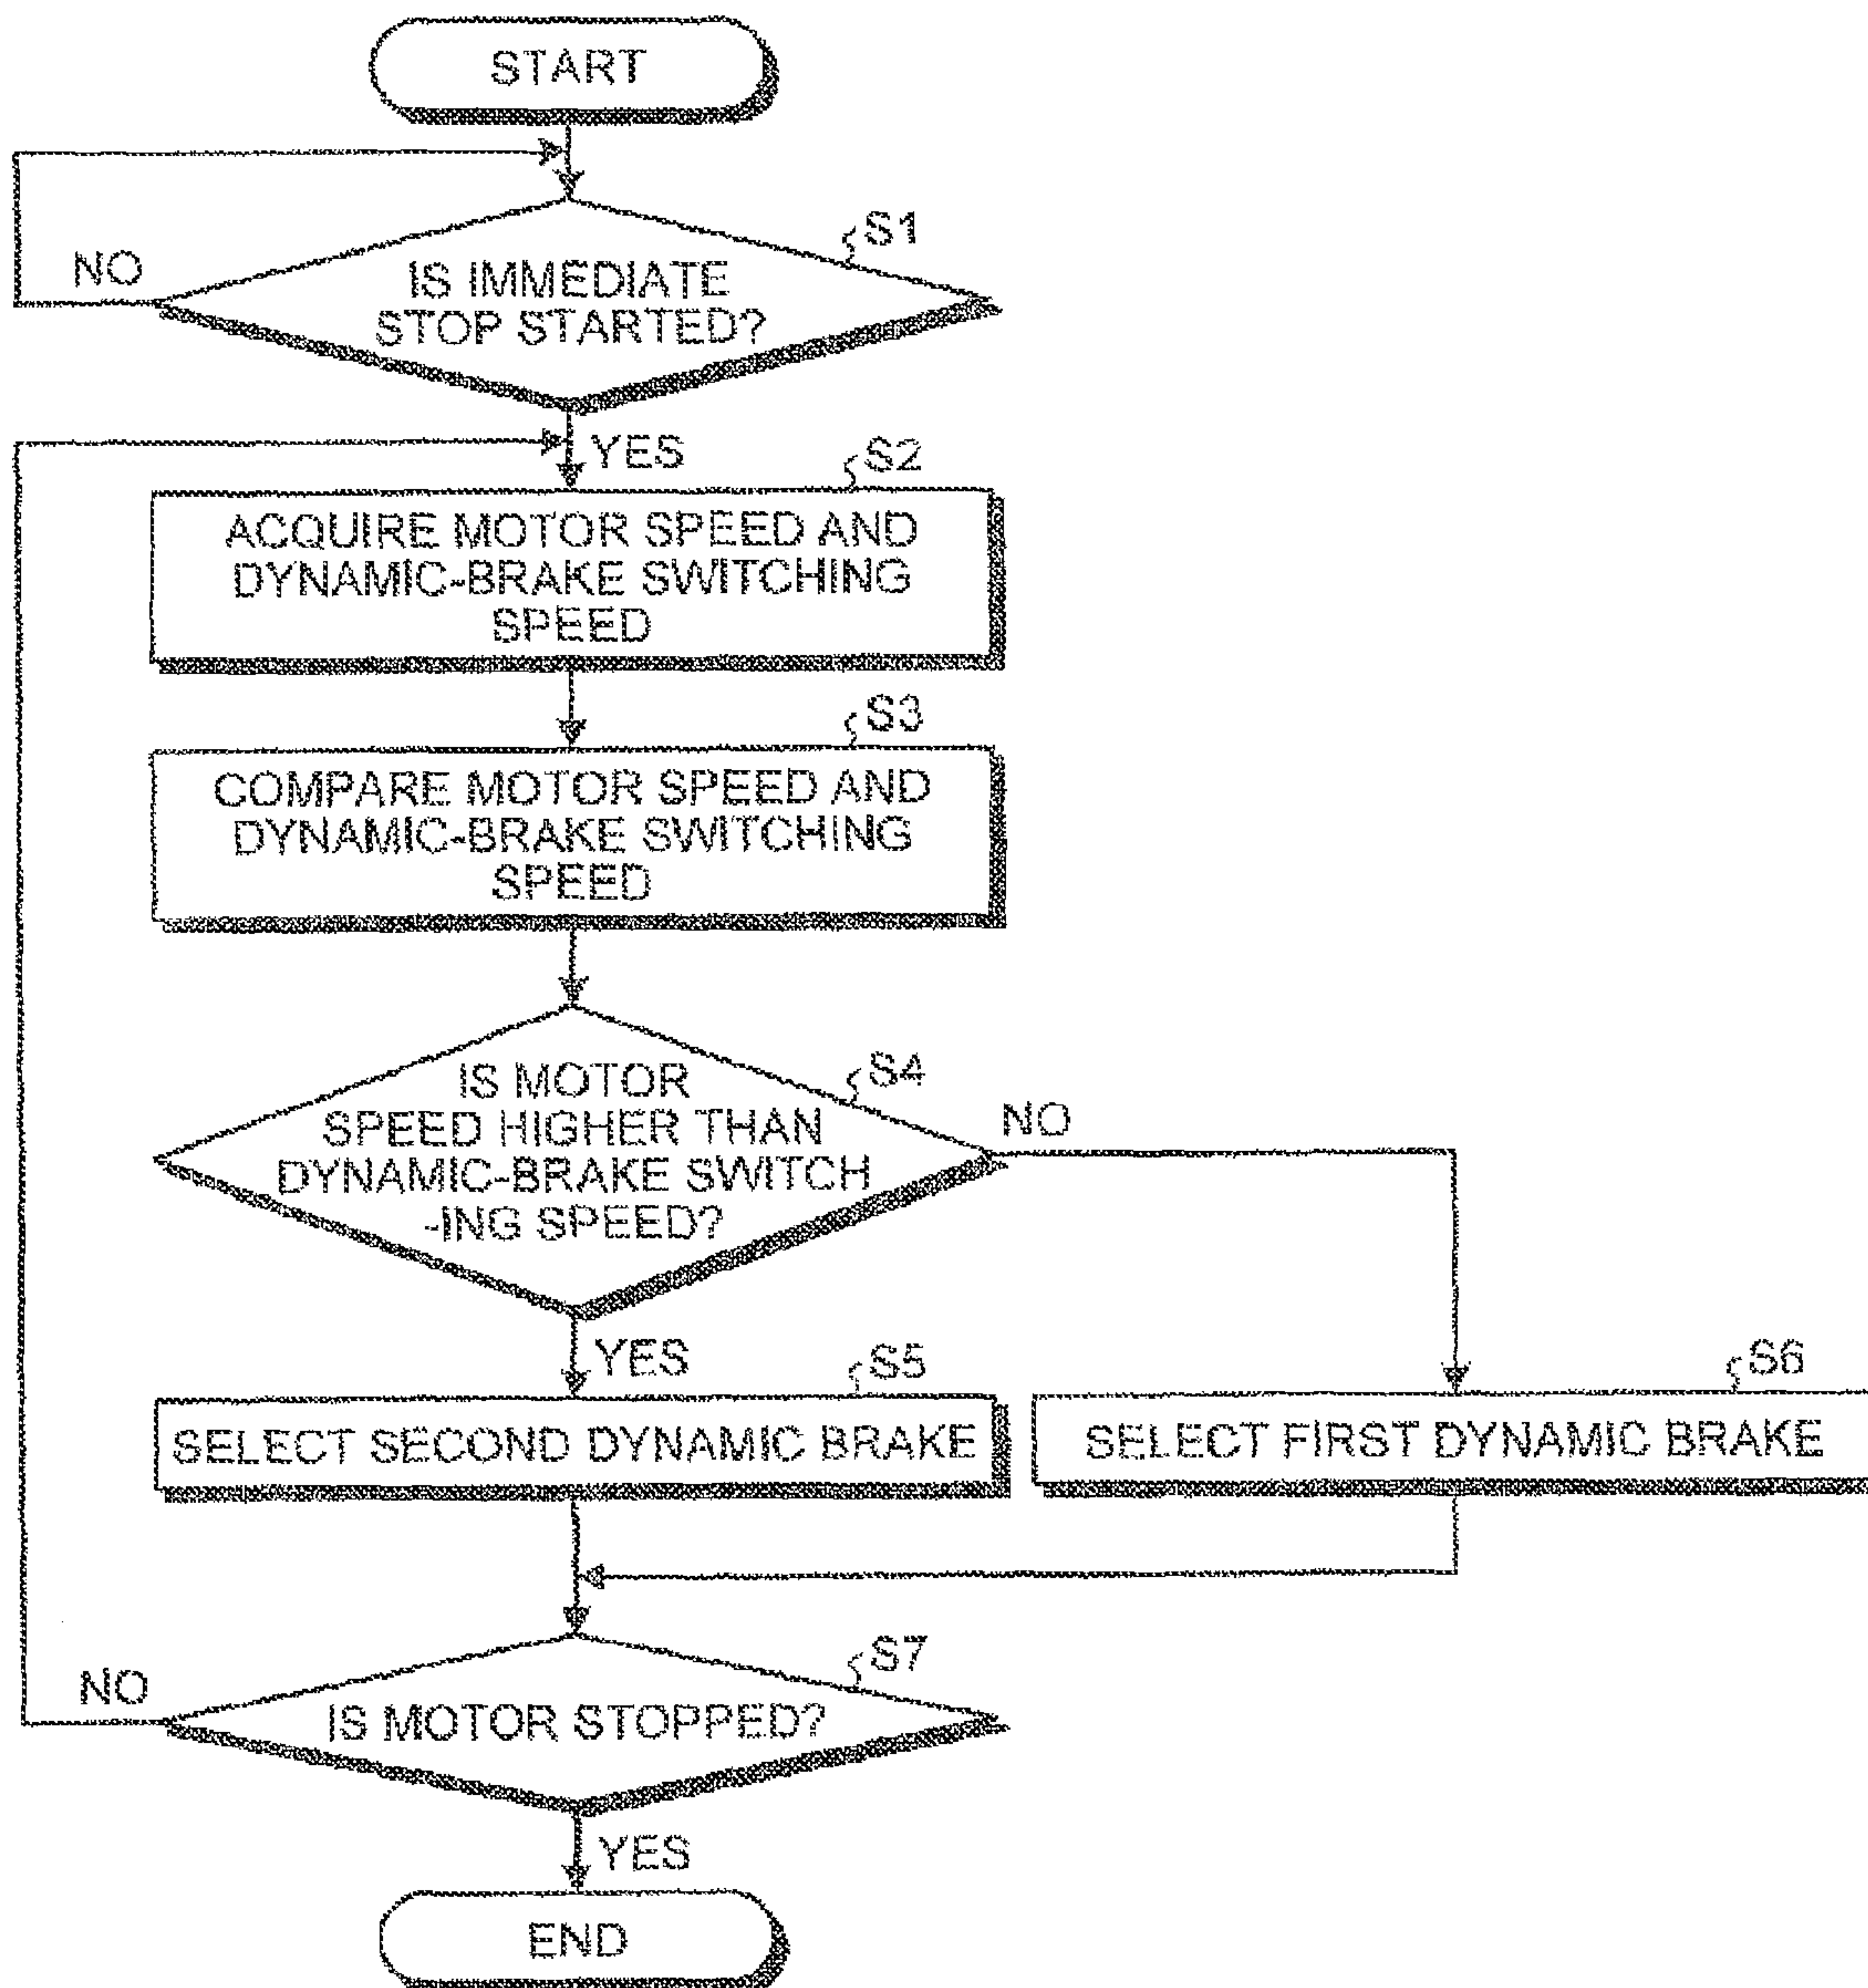 START
S1
NO
IS IMMEDIATE
STOP STARTED?
YES
S2
ACQUIRE MOTOR SPEED AND
DYNAMIC-BRAKE SWITCHING
SPEED
S3
COMPARE MOTOR SPEED AND
DYNAMIC-BRAKE SWITCHING
SPEED
S4
IS MOTOR
SPEED HIGHER THAN
DYNAMIC-BRAKE SWITCH
-ING SPEED?
NO
YES
S5
SELECT SECOND DYNAMIC BRAKE
S6
SELECT FIRST DYNAMIC BRAKE
S7
NO
IS MOTOR STOPPED?
YES
END